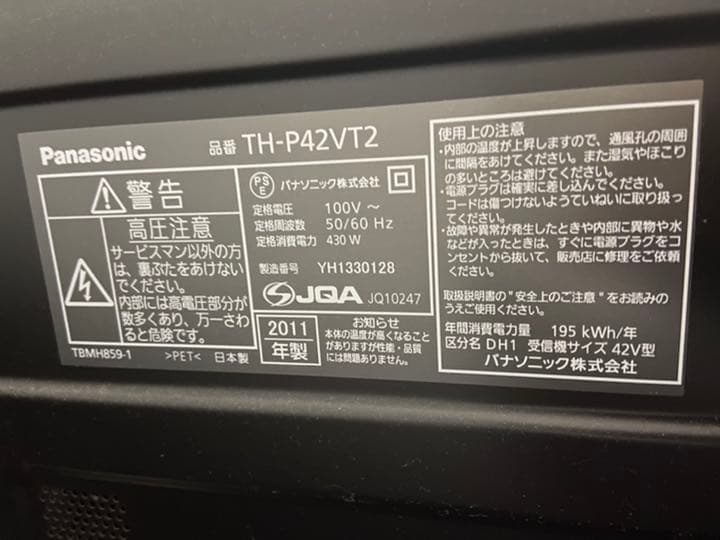 Panasonic
品番 TH-P42VT2
警告
高圧注意
サービスマン以外の方
は、裏ぶたをあけない
でください。
内部には高電圧部分が
数多くあり、万一さわ
ると危険です。
TBMH859-1 >PET< 日本製
PSE パナソニック株式会社
定格電圧 100V ～
定格周波数 50/60 Hz
定格消費電力 430 W
製造番号 YH1330128
JQA JQ10247
2011
年製
お知らせ
本体の温度が高くなること
がありますが性能・品質
には問題ありません。
使用上の注意
・内部の温度が上昇しますので、通風孔の周囲
に間隔をあけてください。また湿気やほこり
の多いところは避けてください。
・電源プラグは確実に差し込んでください。
コードは傷つけないようていねいに取り扱っ
てください。
・故障や異常が発生したときや内部に異物や水
などが入ったときは、すぐに電源プラグをコ
ンセントから抜いて、販売店に修理をご依頼
ください。
取扱説明書の"安全上のご注意"をお読みの
うえご使用ください。
年間消費電力量 195 kWh/年
区分名 DH1 受信機サイズ 42V型
パナソニック株式会社